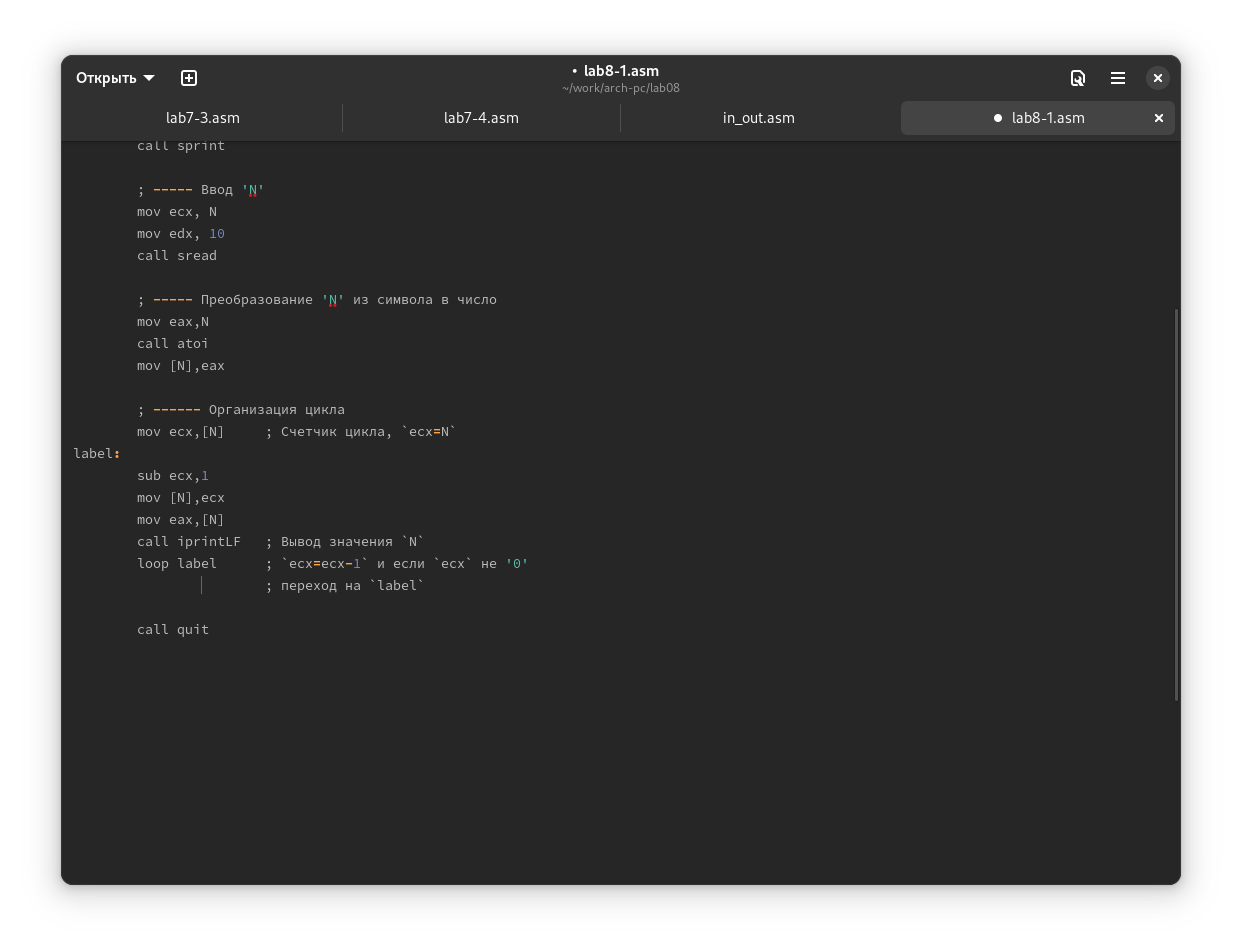 Открыть
• lab8-1.asm
~/work/arch-pc/lab08
lab7-3.asm
lab7-4.asm
in_out.asm
● lab8-1.asm
call sprint
; ----- Ввод 'N'
mov ecx, N
mov edx, 10
call sread
; ----- Преобразование 'N' из символа в число
mov eax,N
call atoi
mov [N],eax
; ------ Организация цикла
mov ecx,[N]     ; Счетчик цикла, `ecx=N`
label:
sub ecx,1
mov [N],ecx
mov eax,[N]
call iprintLF   ; Вывод значения `N`
loop label      ; `ecx=ecx-1` и если `ecx` не '0'
; переход на `label`
call quit